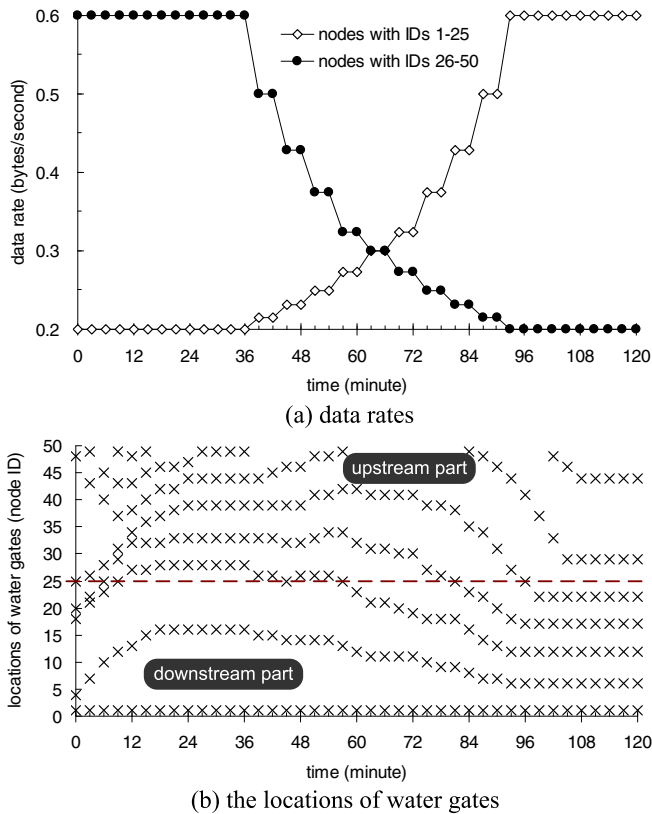 0.6
0.5
0.4
0.3
0.2
data rate (bytes/second)
nodes with IDs 1-25
nodes with IDs 26-50
0 12 24 36 48 60 72 84 96 108 120
time (minute)
(a) data rates
50
45
40
35
30
25
20
15
10
5
0
locations of water gates (node ID)
upstream part
downstream part
0 12 24 36 48 60 72 84 96 108 120
time (minute)
(b) the locations of water gates